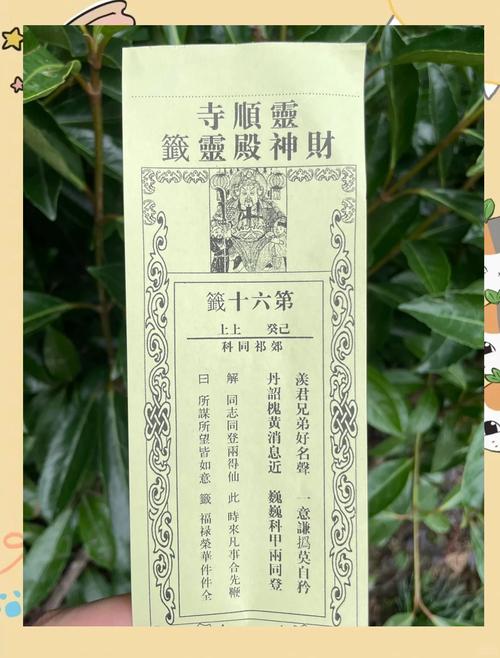 靈順寺
財神殿靈籤
第六十籤
己癸 上上
郊祁同科
羨君兄弟好名聲 一意謙撝莫自矜
丹詔槐黃消息近 巍巍科甲兩同登
解 同志同登兩得仙 此 時來凡事合先鞭
曰 所謀所望皆如意 籤 福祿榮華件件全